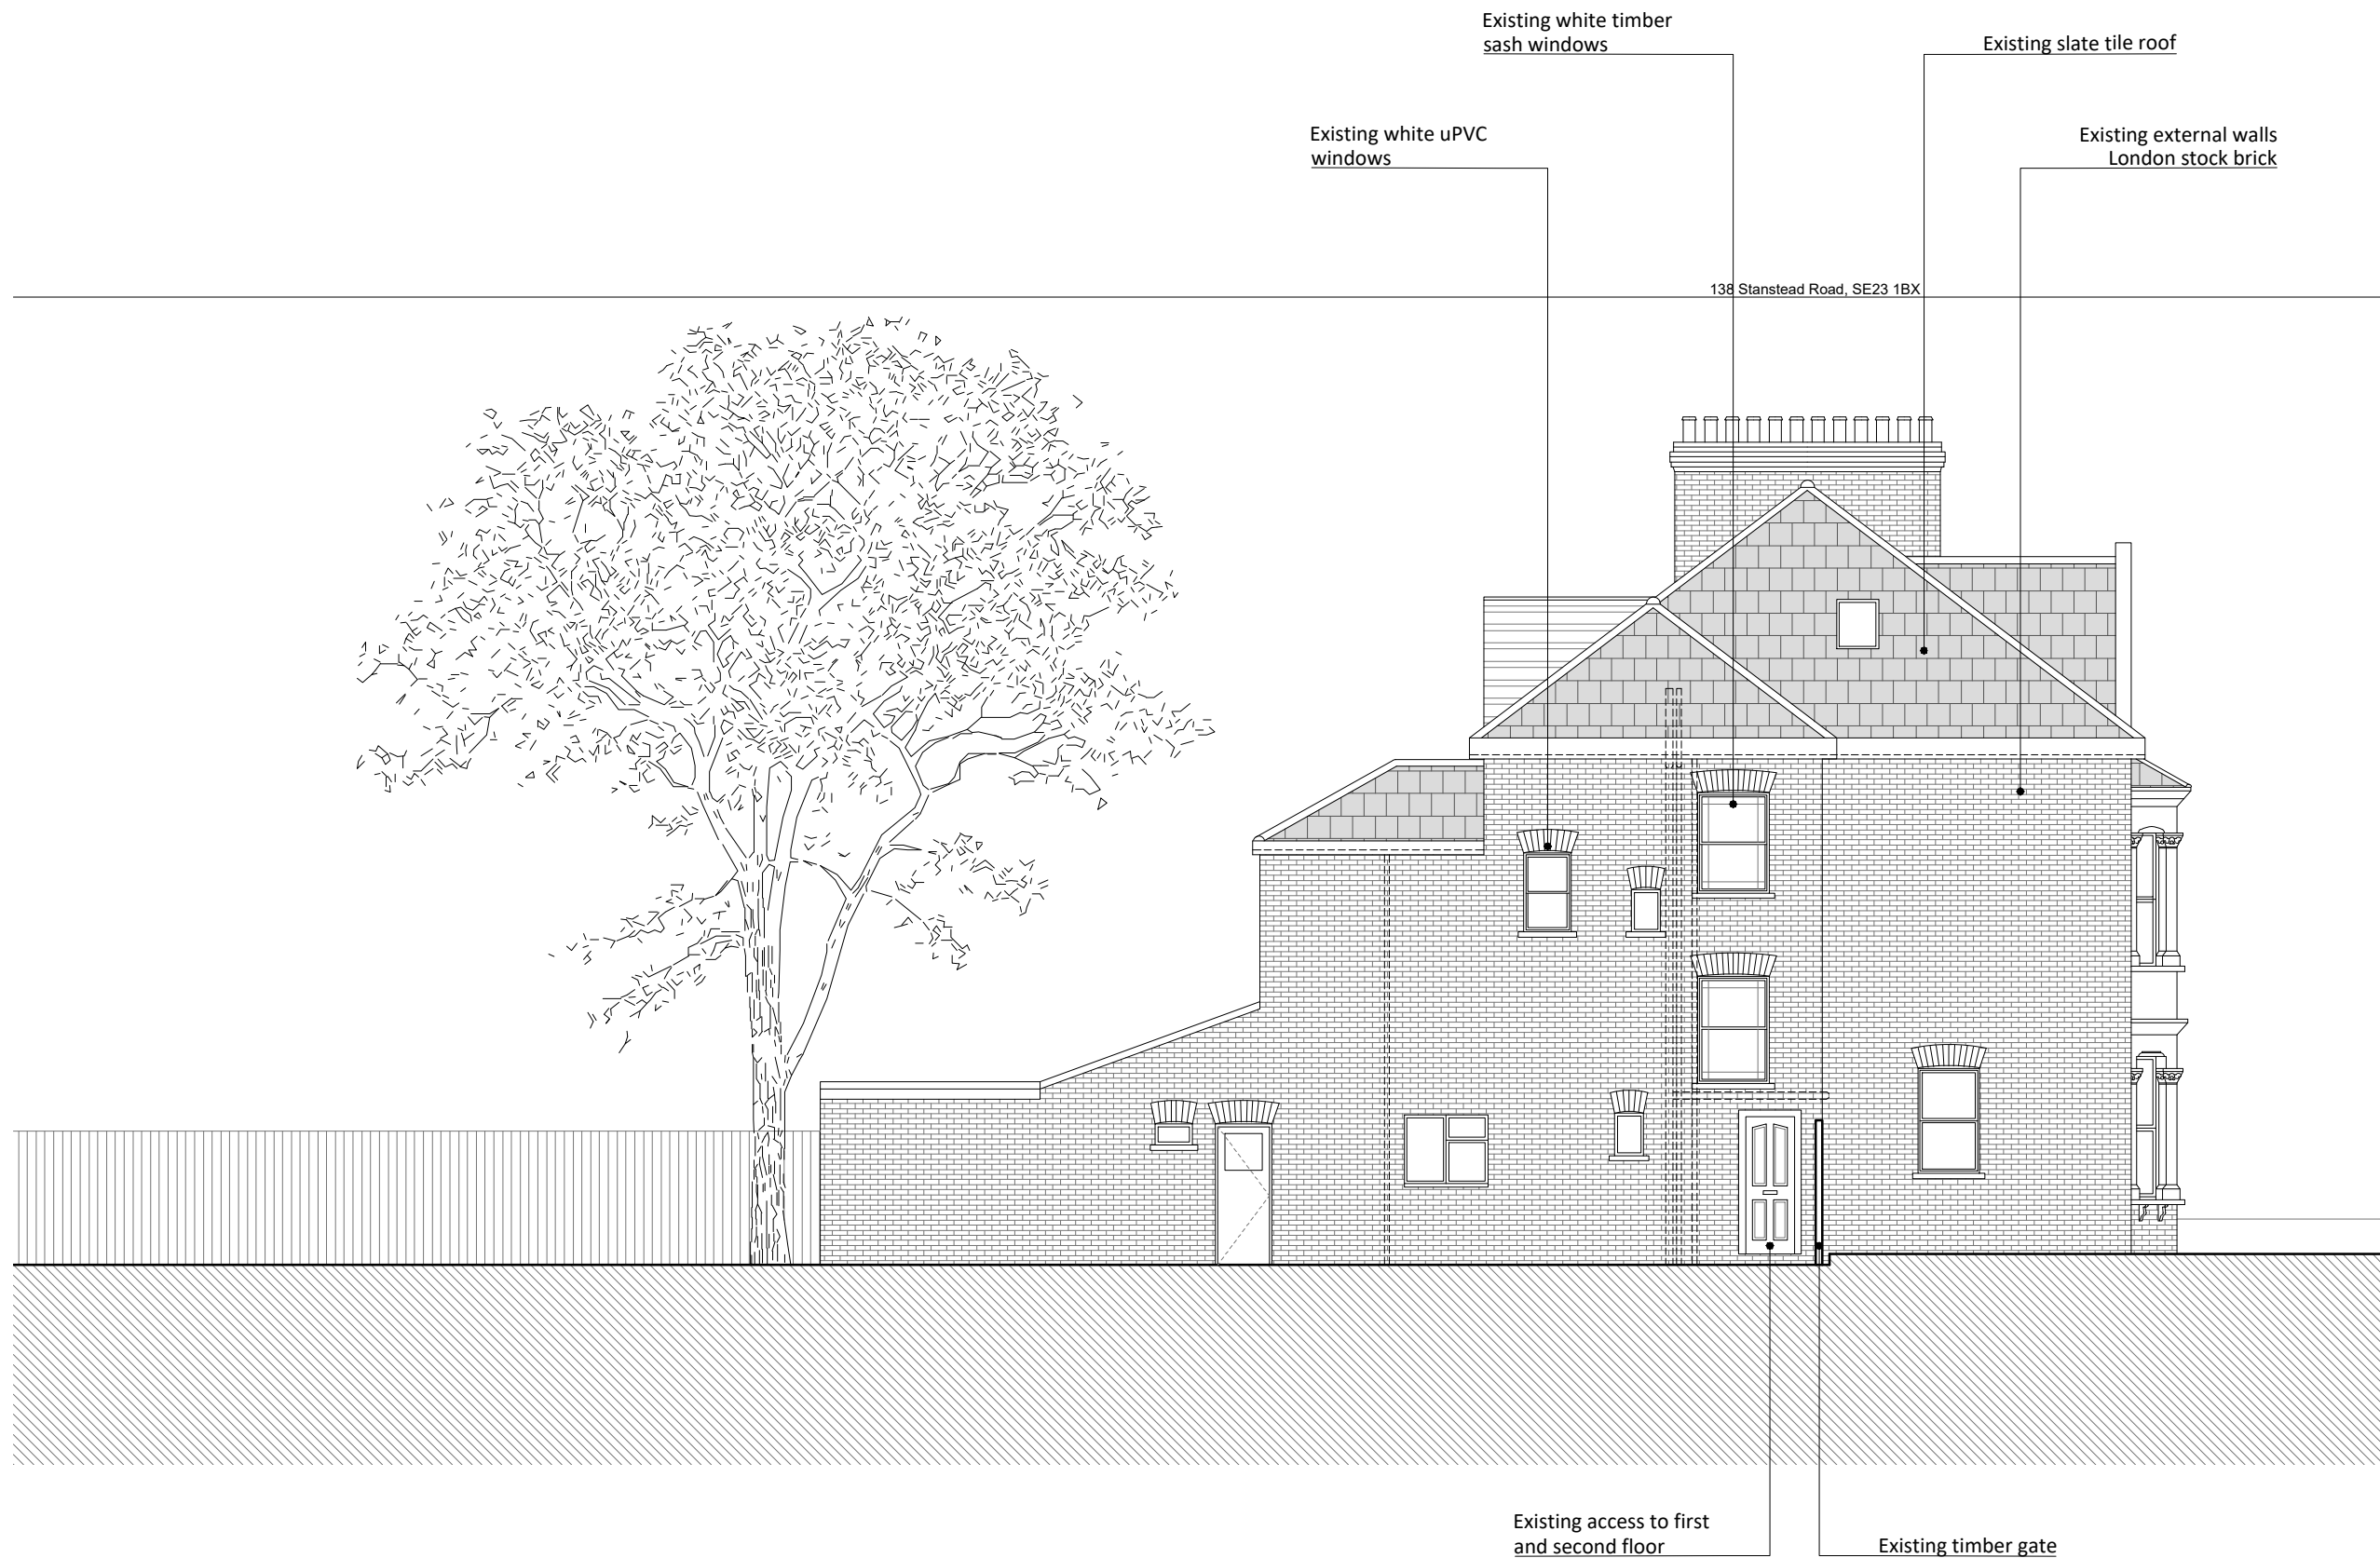 Existing white timber
sash windows
Existing slate tile roof
Existing white uPVC
windows
Existing external walls
London stock brick
138 Stanstead Road, SE23 1BX
Existing access to first
and second floor
Existing timber gate